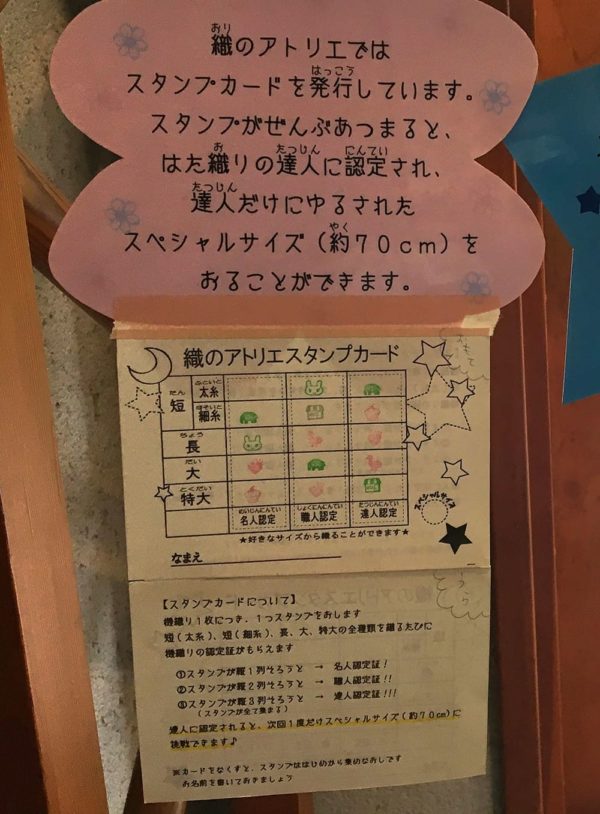 織のアトリエでは
スタンプカードを発行しています。
スタンプがぜんぶあつまると、
はた織りの達人に認定され、
達人だけにゆるされた
スペシャルサイズ（約70cm）を
おることができます。
おもて
織のアトリエスタンプカード
短 太糸
細糸
長
大
特大
名人認定 職人認定 達人認定
スペシャルサイズ
★好きなサイズから織ることができます★
なまえ
うら
【スタンプカードについて】
機織り1枚につき、1つスタンプをおします
短（太糸）、短（細糸）、長、大、特大の全種類を織るたびに
機織りの認定証がもらえます
①スタンプが縦1列そろうと → 名人認定証！
②スタンプが縦2列そろうと → 職人認定証！！
③スタンプが縦3列そろうと → 達人認定証！！！
（スタンプが全て集まる）
達人に認定されると、次回1度だけスペシャルサイズ（約70cm）に
挑戦できます♪
※カードをなくすと、スタンプははじめから集めなおしです
お名前を書いておきましょう